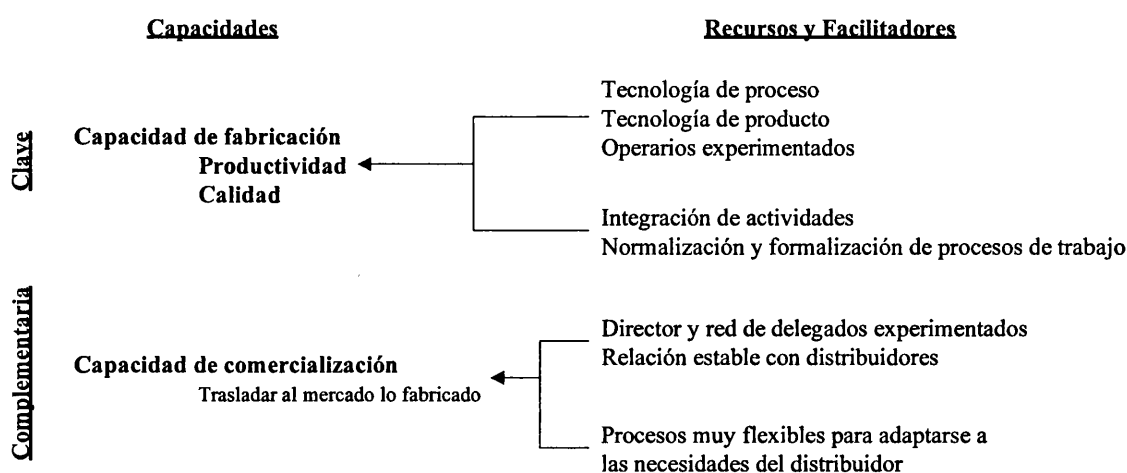 Capacidades
Recursos y Facilitadores
Clave
Capacidad de fabricación
Productividad
Calidad
Tecnología de proceso
Tecnología de producto
Operarios experimentados
Integración de actividades
Normalización y formalización de procesos de trabajo
Complementaria
Capacidad de comercialización
Trasladar al mercado lo fabricado
Director y red de delegados experimentados
Relación estable con distribuidores
Procesos muy flexibles para adaptarse a
las necesidades del distribuidor